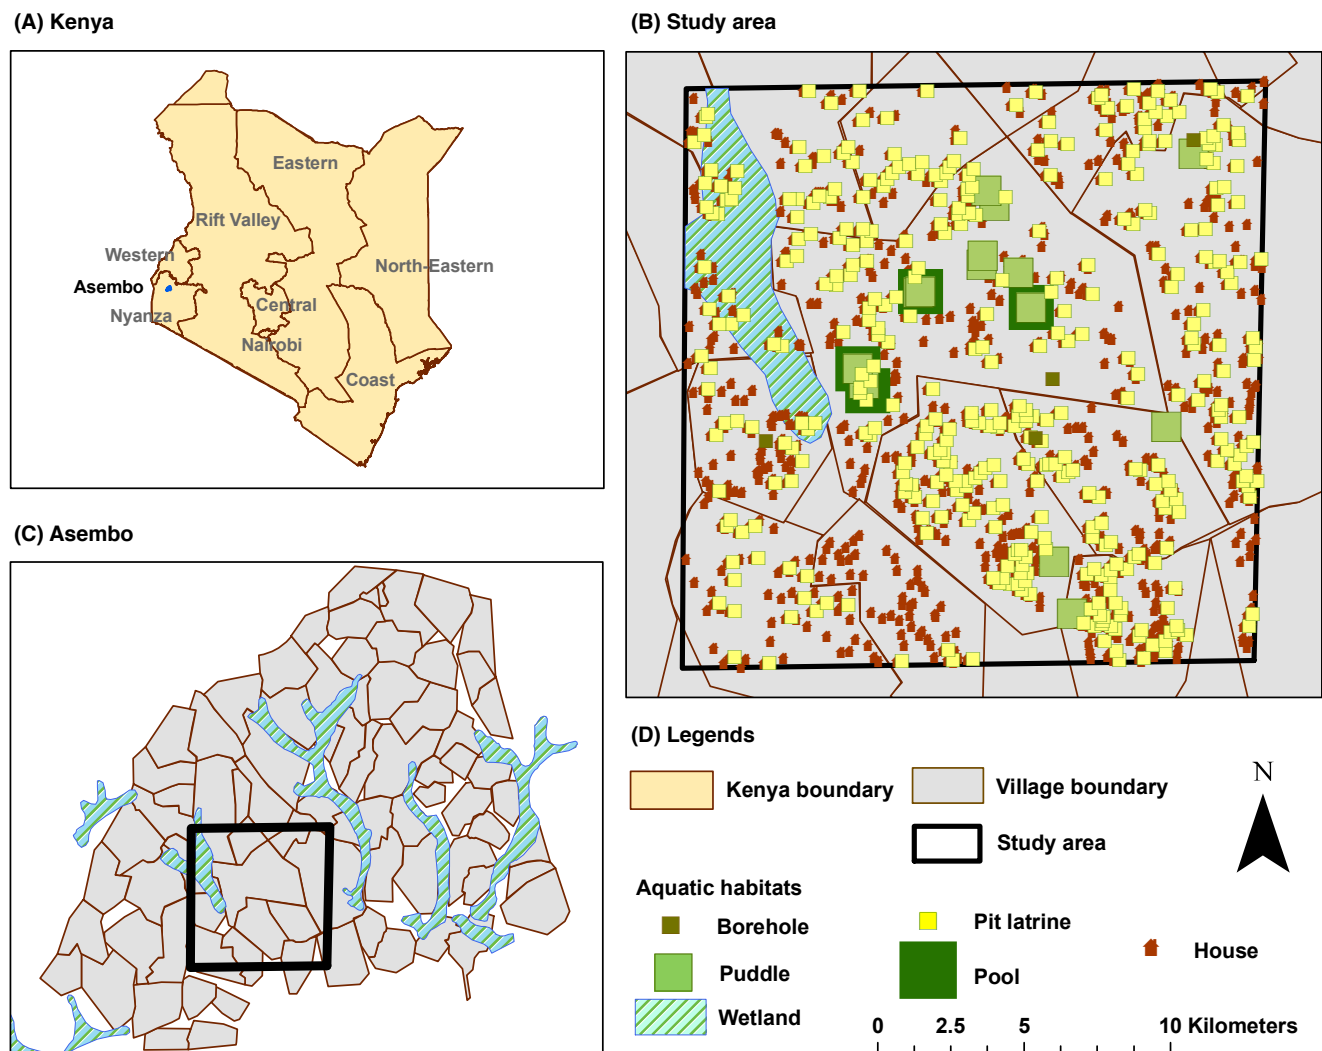 (A) Kenya
Eastern
Rift Valley
Western
North-Eastern
Asembo
Central
Nyanza
Nairobi
Coast
(B) Study area
(C) Asembo
(D) Legends
Kenya boundary
Village boundary
Study area
N
Aquatic habitats
Borehole
Pit latrine
House
Puddle
Pool
Wetland
0 2.5 5 10 Kilometers